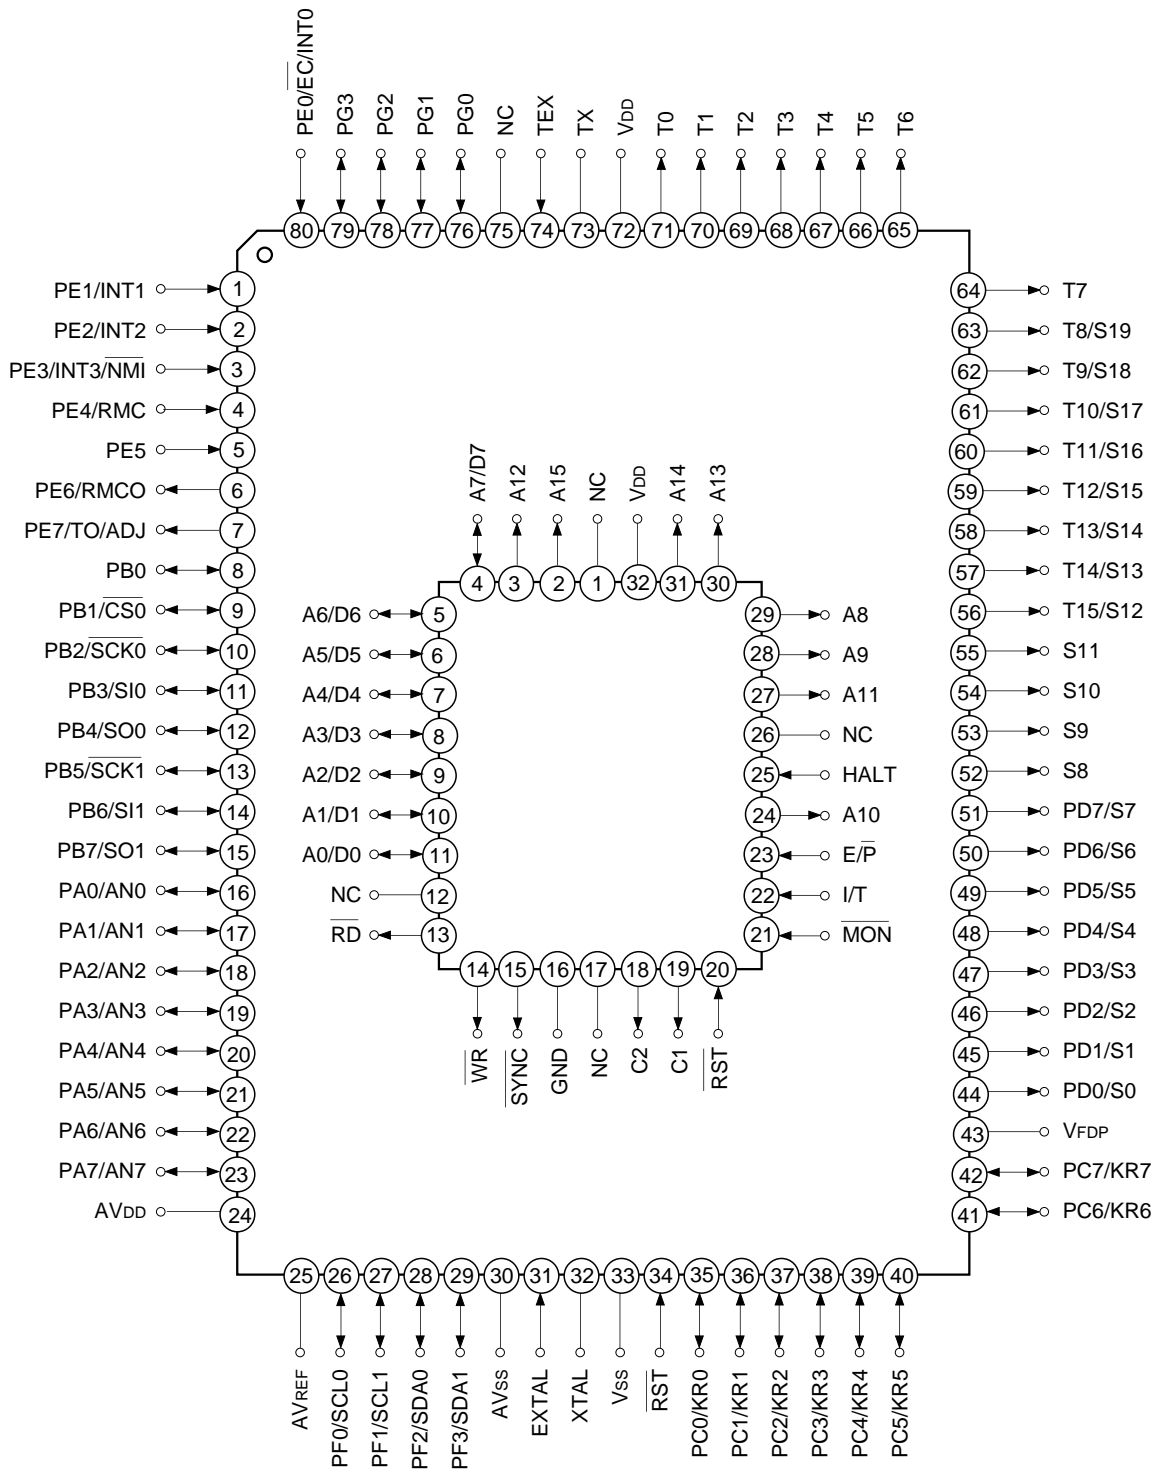 PE0/E̅C̅/INT0
PG3
PG2
PG1
PG0
NC
TEX
TX
VDD
T0
T1
T2
T3
T4
T5
T6
80 79 78 77 76 75 74 73 72 71 70 69 68 67 66 65
PE1/INT1 1
PE2/INT2 2
PE3/INT3/N̅M̅I̅ 3
PE4/RMC 4
PE5 5
PE6/RMCO 6
PE7/TO/ADJ 7
PB0 8
PB1/C̅S̅0̅ 9
PB2/S̅C̅K̅0̅ 10
PB3/SI0 11
PB4/SO0 12
PB5/S̅C̅K̅1̅ 13
PB6/SI1 14
PB7/SO1 15
PA0/AN0 16
PA1/AN1 17
PA2/AN2 18
PA3/AN3 19
PA4/AN4 20
PA5/AN5 21
PA6/AN6 22
PA7/AN7 23
AVDD 24
A7/D7
A12
A15
NC
VDD
A14
A13
4 3 2 1 32 31 30
A6/D6 5
A5/D5 6
A4/D4 7
A3/D3 8
A2/D2 9
A1/D1 10
A0/D0 11
NC 12
R̅D̅ 13
29 A8
28 A9
27 A11
26 NC
25 HALT
24 A10
23 E/P̅
22 I/T
21 M̅O̅N̅
14 15 16 17 18 19 20
W̅R̅
S̅Y̅N̅C̅
GND
NC
C2
C1
R̅S̅T̅
64 T7
63 T8/S19
62 T9/S18
61 T10/S17
60 T11/S16
59 T12/S15
58 T13/S14
57 T14/S13
56 T15/S12
55 S11
54 S10
53 S9
52 S8
51 PD7/S7
50 PD6/S6
49 PD5/S5
48 PD4/S4
47 PD3/S3
46 PD2/S2
45 PD1/S1
44 PD0/S0
43 VFDP
42 PC7/KR7
41 PC6/KR6
25 26 27 28 29 30 31 32 33 34 35 36 37 38 39 40
AVREF
PF0/SCL0
PF1/SCL1
PF2/SDA0
PF3/SDA1
AVSS
EXTAL
XTAL
VSS
R̅S̅T̅
PC0/KR0
PC1/KR1
PC2/KR2
PC3/KR3
PC4/KR4
PC5/KR5